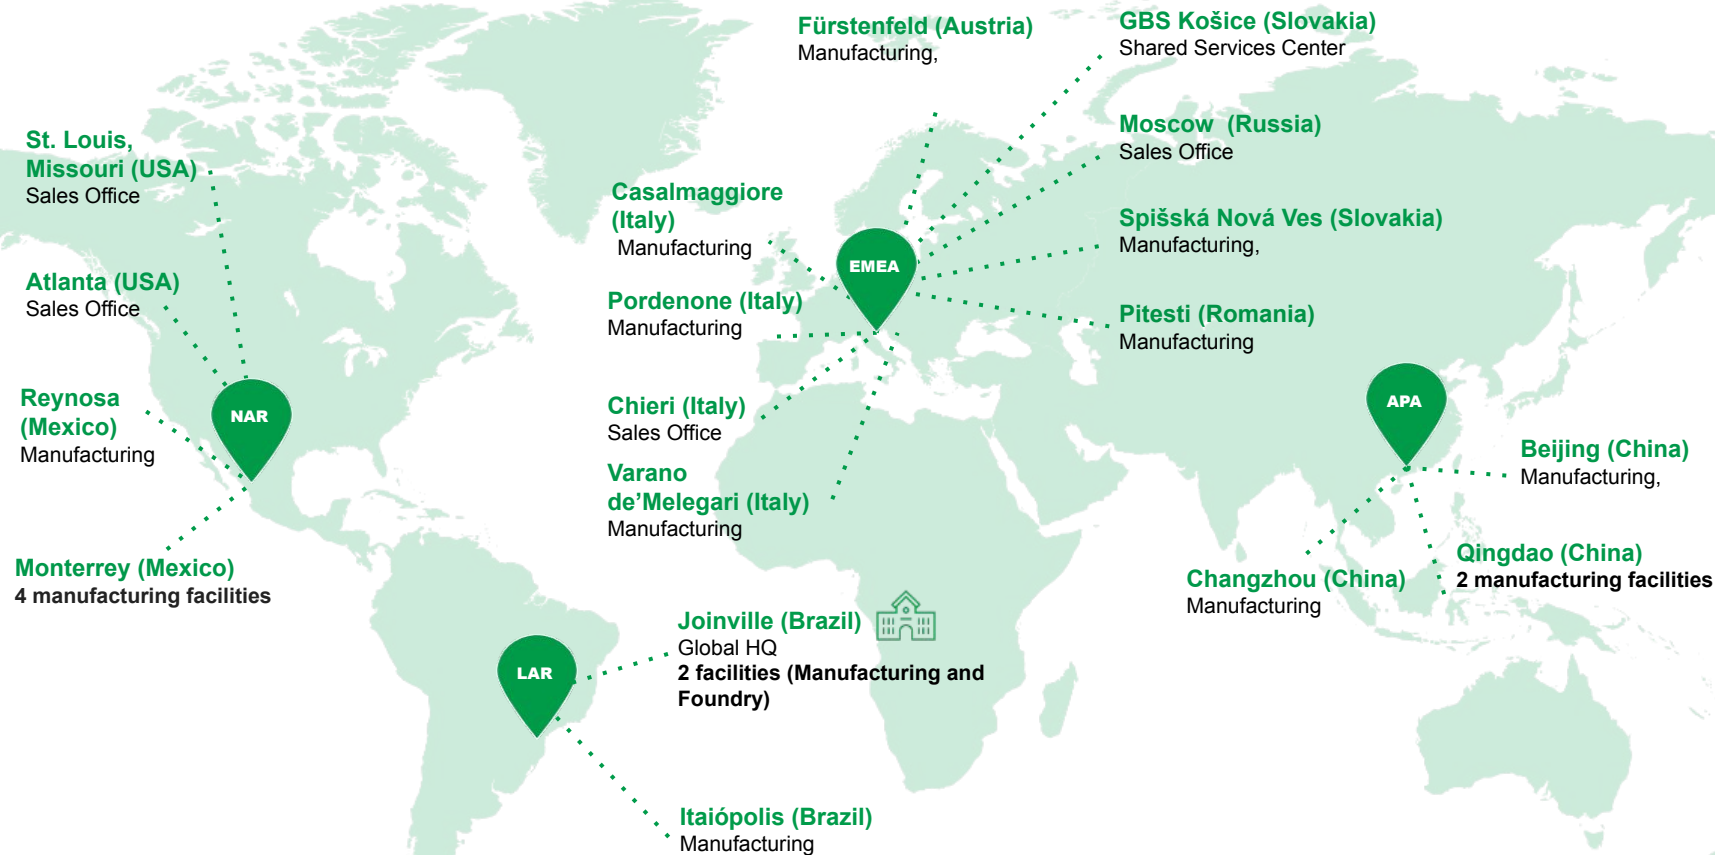 St. Louis,
Missouri (USA)
Sales Office
Atlanta (USA)
Sales Office
Reynosa
(Mexico)
Manufacturing
NAR
Monterrey (Mexico)
4 manufacturing facilities
Fürstenfeld (Austria)
Manufacturing,
GBS Košice (Slovakia)
Shared Services Center
Moscow  (Russia)
Sales Office
Casalmaggiore
(Italy)
Manufacturing
Spišská Nová Ves (Slovakia)
Manufacturing,
EMEA
Pordenone (Italy)
Manufacturing
Pitesti (Romania)
Manufacturing
Chieri (Italy)
Sales Office
Varano
de’Melegari (Italy)
Manufacturing
APA
Beijing (China)
Manufacturing,
Qingdao (China)
2 manufacturing facilities
Changzhou (China)
Manufacturing
LAR
Joinville (Brazil)
Global HQ
2 facilities (Manufacturing and
Foundry)
Itaiópolis (Brazil)
Manufacturing